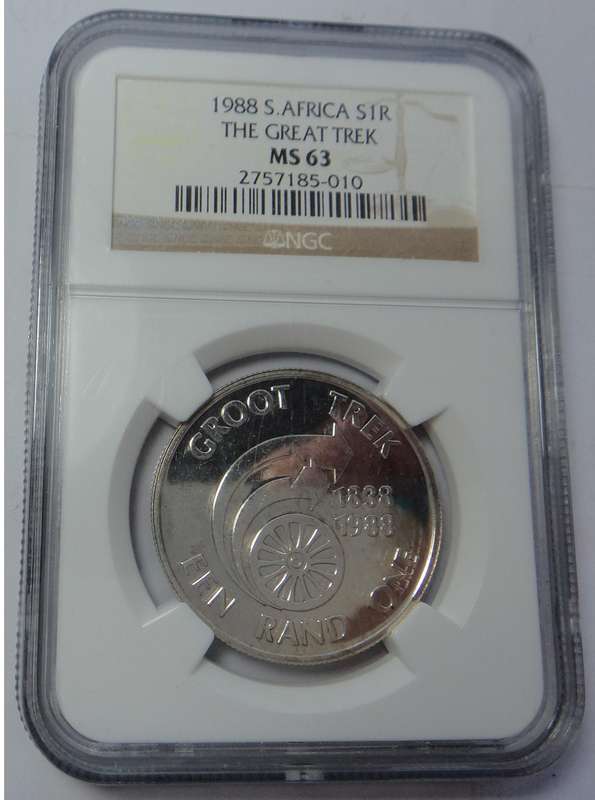 1988 S.AFRICA S1R
THE GREAT TREK
MS 63
2757185-010
NGC
GROOT TREK
1838
1988
EEN RAND ONE